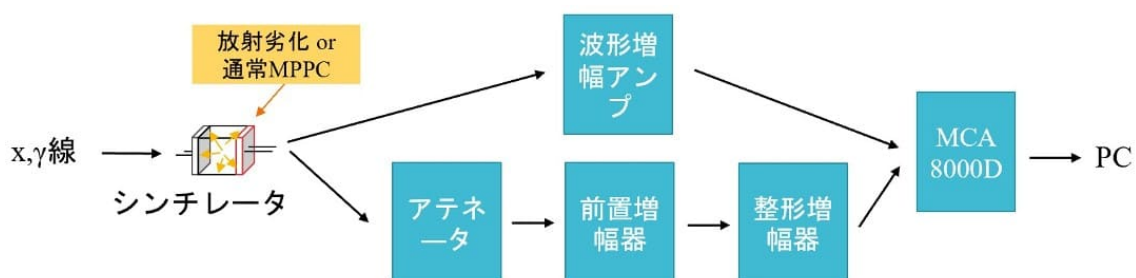 放射劣化 or
通常MPPC
x,γ線
シンチレータ
波形増
幅アン
プ
アテネ
ータ
前置増
幅器
整形増
幅器
MCA
8000D
PC